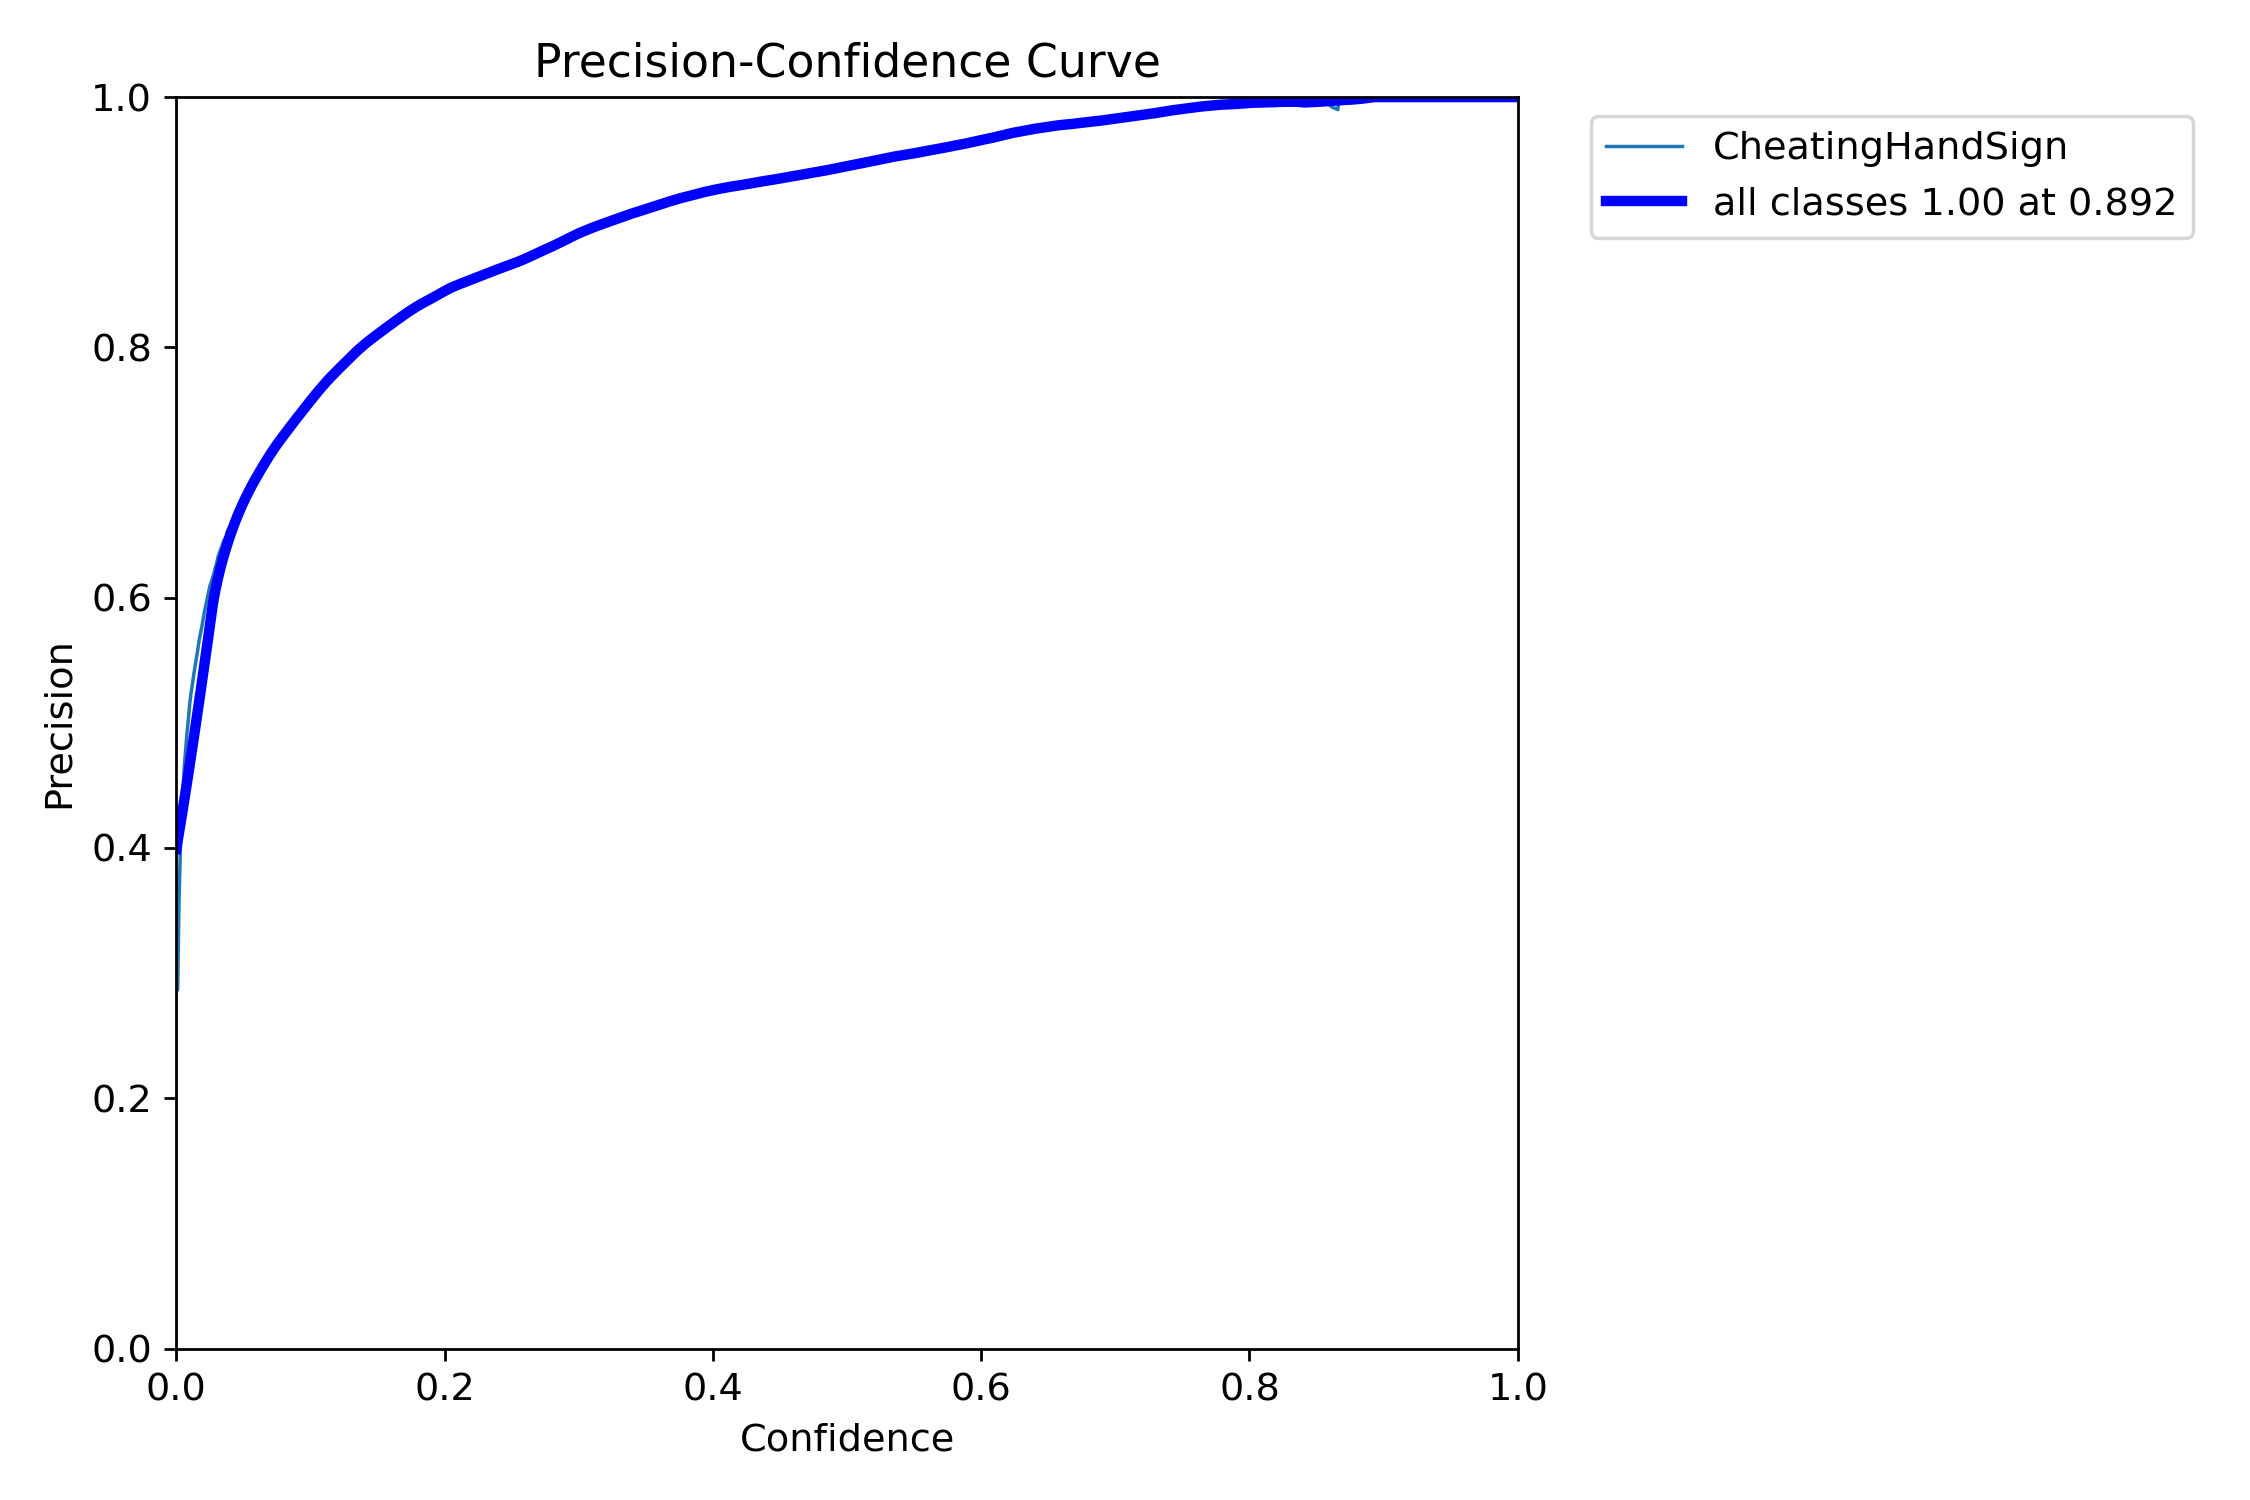 Precision-Confidence Curve
1.0
0.8
0.6
0.4
0.2
0.0
Precision
0.0 0.2 0.4 0.6 0.8 1.0
Confidence
CheatingHandSign
all classes 1.00 at 0.892